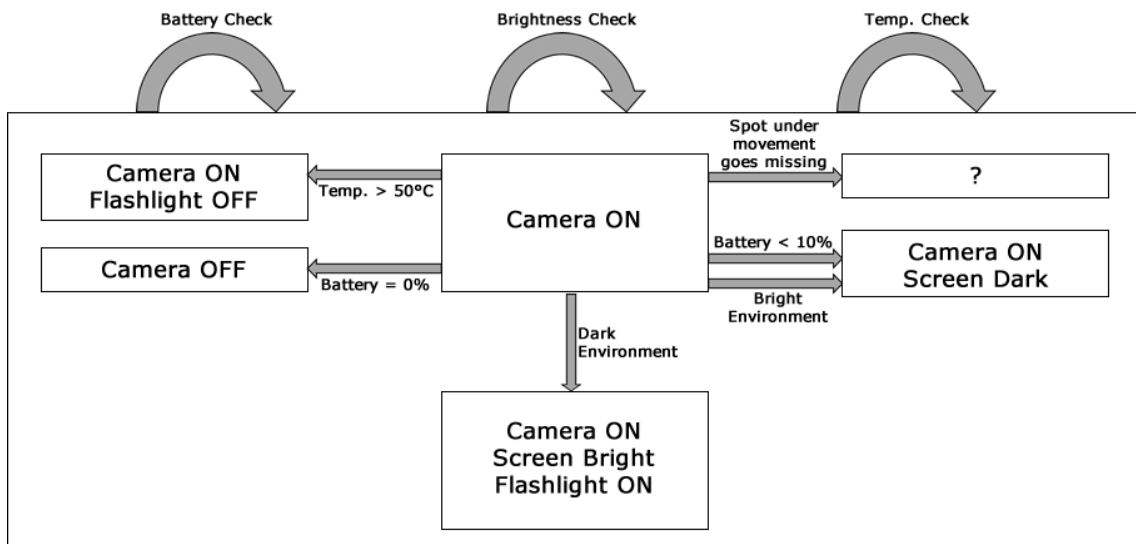 Battery Check
Brightness Check
Temp. Check
Spot under
movement
goes missing
Camera ON
Flashlight OFF
Temp. > 50°C
Camera ON
?
Camera OFF
Battery = 0%
Battery < 10%
Camera ON
Screen Dark
Bright
Environment
Dark
Environment
Camera ON
Screen Bright
Flashlight ON